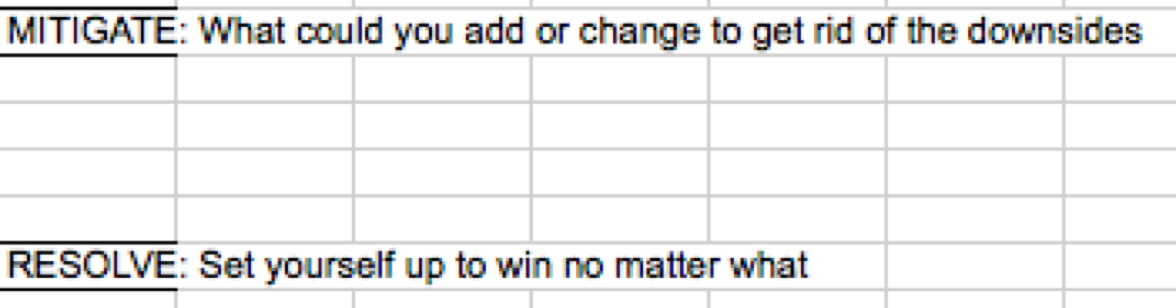 MITIGATE: What could you add or change to get rid of the downsides
RESOLVE: Set yourself up to win no matter what